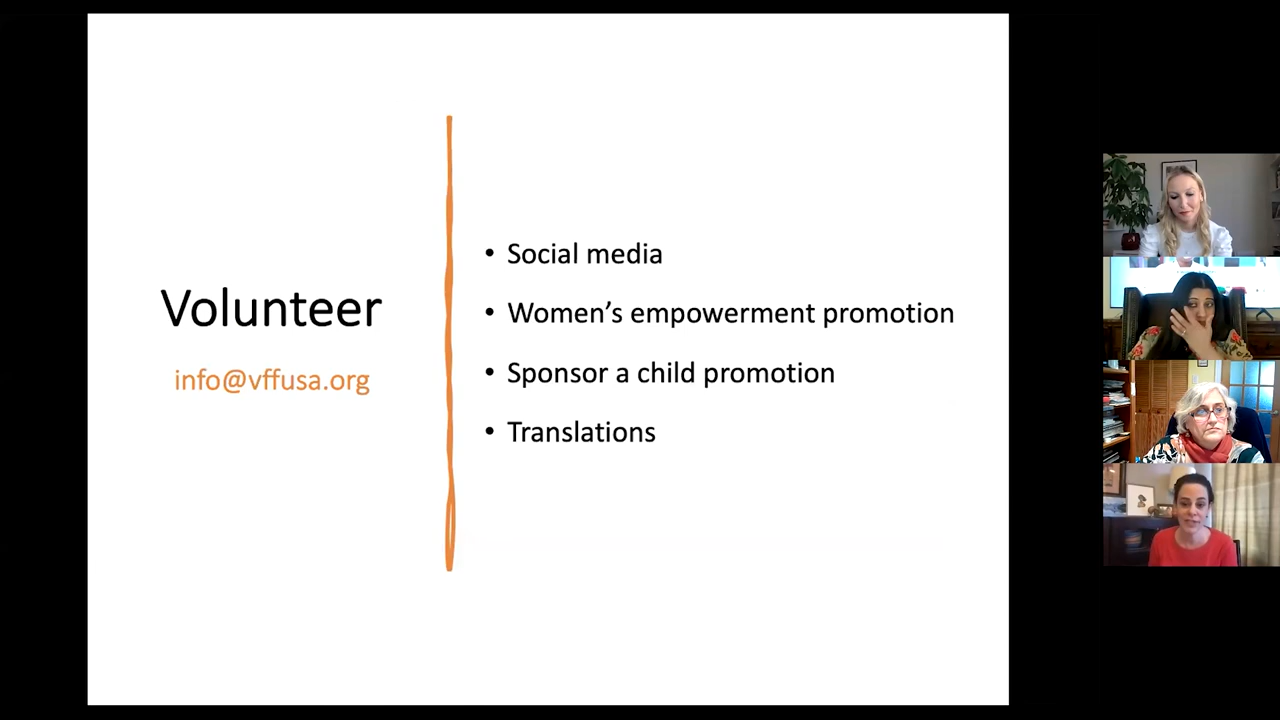 Volunteer
info@vffusa.org
• Social media
• Women’s empowerment promotion
• Sponsor a child promotion
• Translations